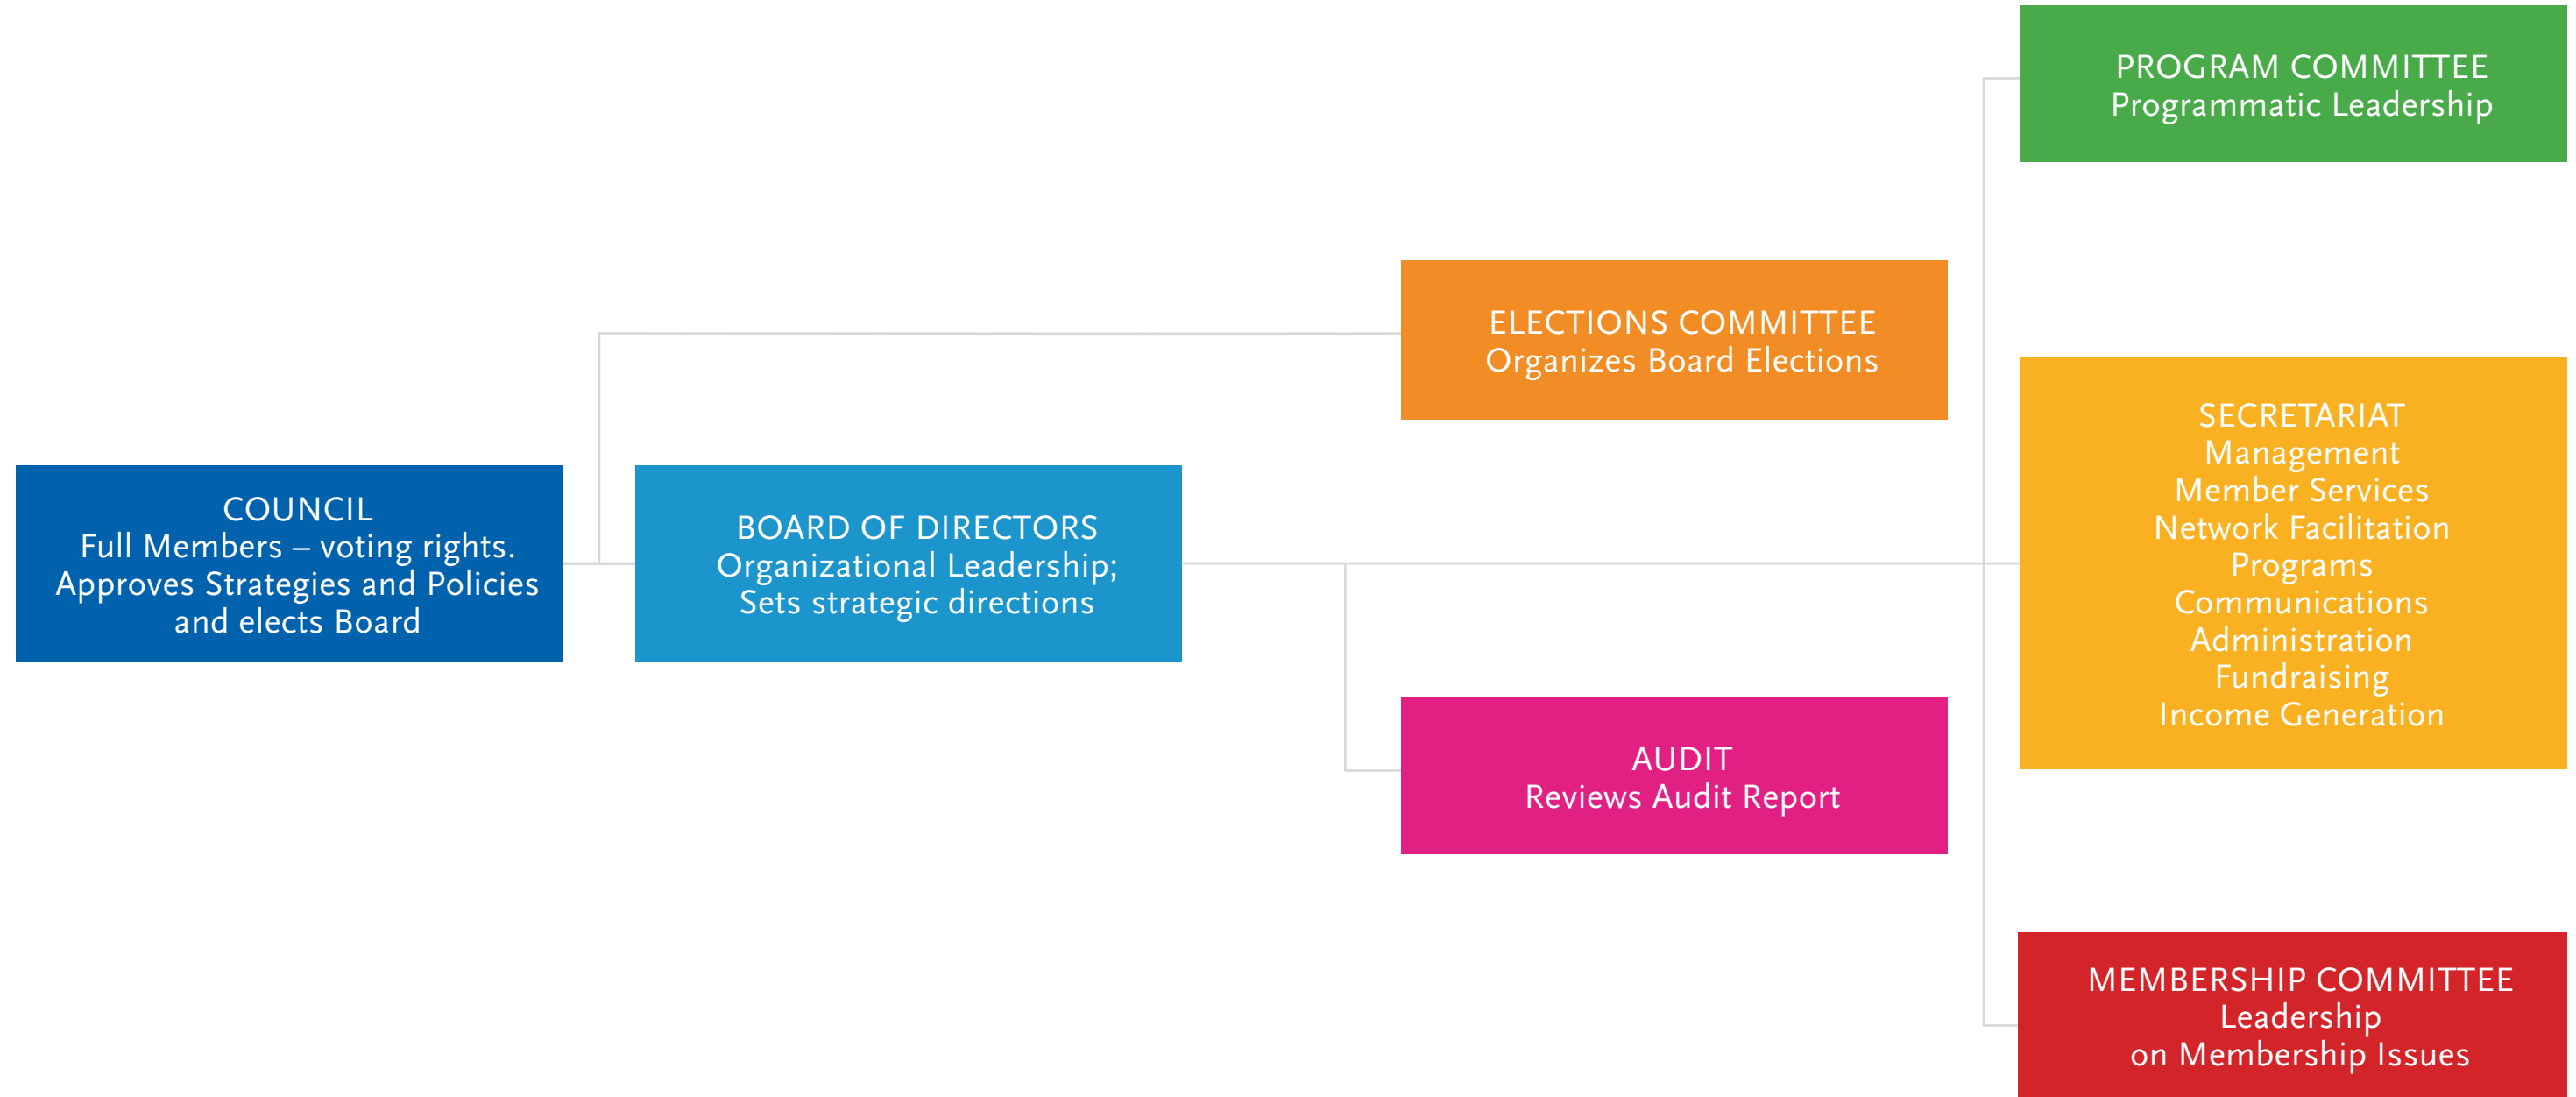 PROGRAM COMMITTEE
Programmatic Leadership
ELECTIONS COMMITTEE
Organizes Board Elections
COUNCIL
Full Members – voting rights.
Approves Strategies and Policies
and elects Board
BOARD OF DIRECTORS
Organizational Leadership;
Sets strategic directions
SECRETARIAT
Management
Member Services
Network Facilitation
Programs
Communications
Administration
Fundraising
Income Generation
AUDIT
Reviews Audit Report
MEMBERSHIP COMMITTEE
Leadership
on Membership Issues